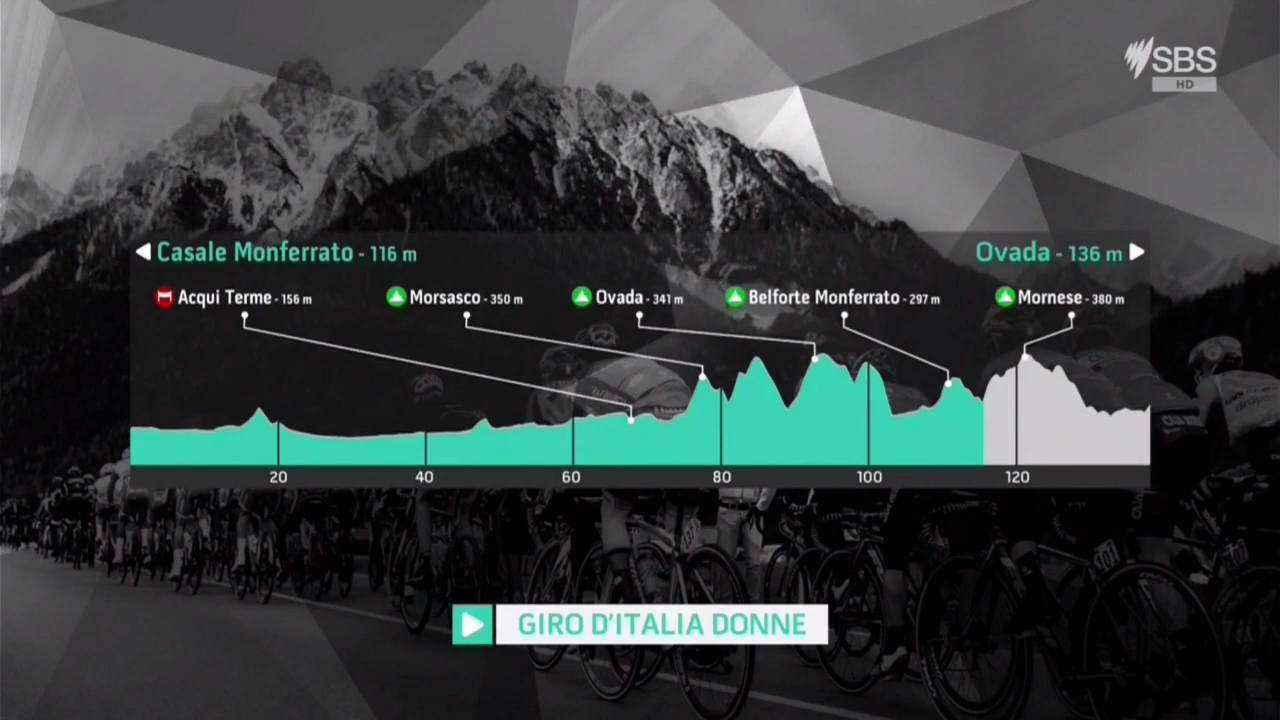 SBS
HD
Casale Monferrato - 116 m
Ovada - 136 m
Acqui Terme - 156 m
Morsasco - 350 m
Ovada - 341 m
Belforte Monferrato - 297 m
Mornese - 380 m
20
40
60
80
100
120
101
GIRO D'ITALIA DONNE